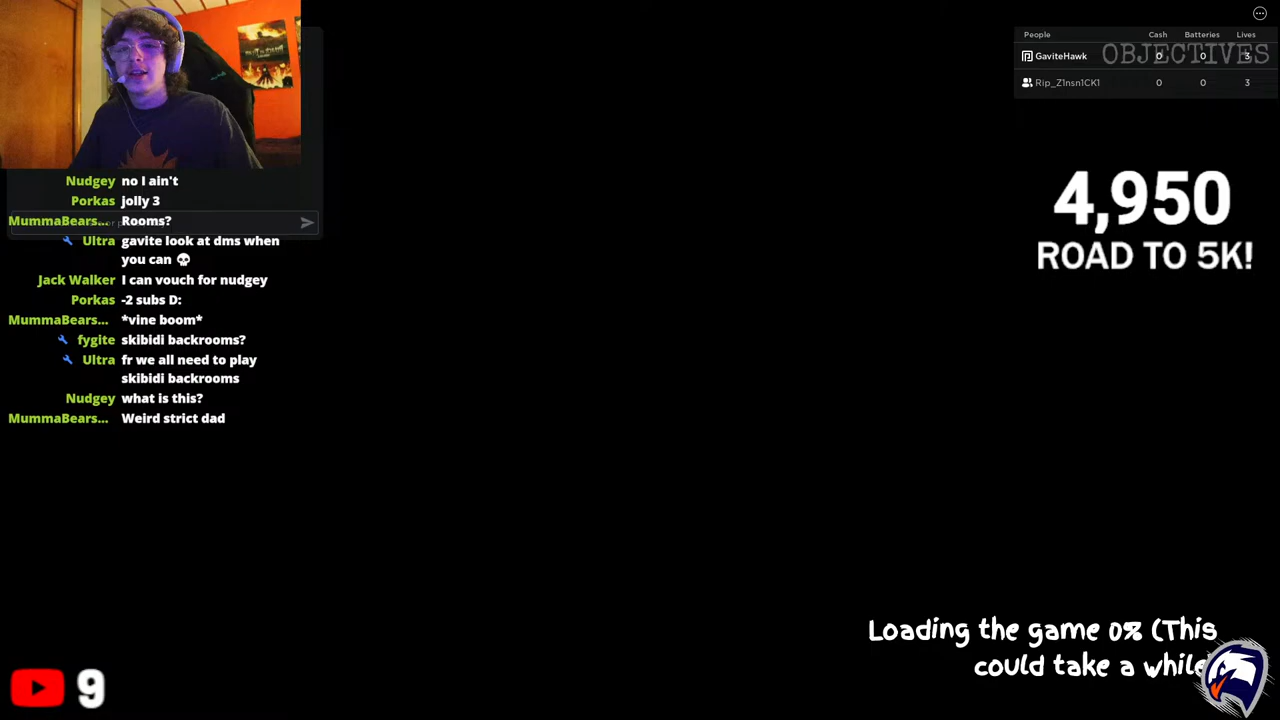 People Cash Batteries Lives
OBJECTIVES
GaviteHawk 0 0 3
Rip_Z1nsn1CK1 0 0 3
4,950
ROAD TO 5K!
Nudgey no I ain't
Porkas jolly 3
MummaBears... Rooms?
Ultra gavite look at dms when
you can 💀
Jack Walker I can vouch for nudgey
Porkas -2 subs D:
MummaBears... *vine boom*
fygite skibidi backrooms?
Ultra fr we all need to play
skibidi backrooms
Nudgey what is this?
MummaBears... Weird strict dad
Loading the game 0% (This
could take a while
9